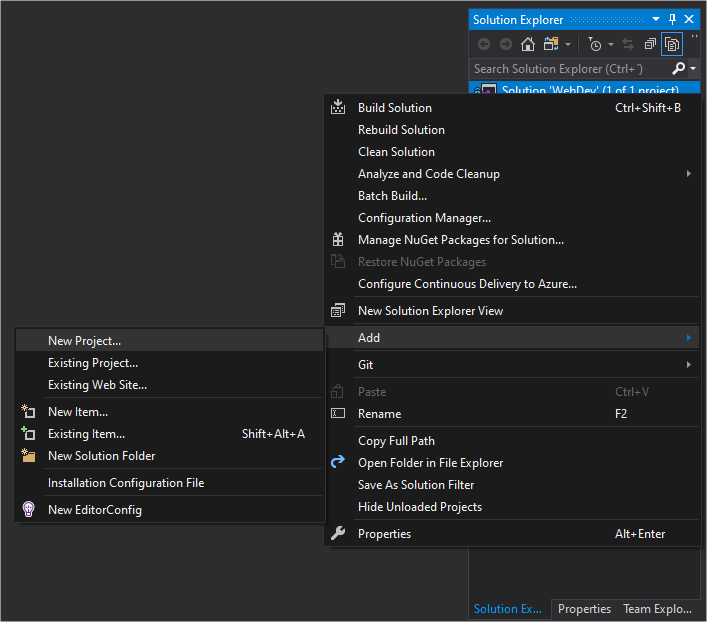 Solution Explorer
Search Solution Explorer (Ctrl+¨)
Solution 'WebDev' (1 of 1 project)
Build Solution Ctrl+Shift+B
Rebuild Solution
Clean Solution
Analyze and Code Cleanup
Batch Build...
Configuration Manager...
Manage NuGet Packages for Solution...
Restore NuGet Packages
Configure Continuous Delivery to Azure...
New Solution Explorer View
Add
Git
Paste Ctrl+V
Rename F2
Copy Full Path
Open Folder in File Explorer
Save As Solution Filter
Hide Unloaded Projects
Properties Alt+Enter
New Project...
Existing Project...
Existing Web Site...
New Item...
Existing Item... Shift+Alt+A
New Solution Folder
Installation Configuration File
New EditorConfig
Solution Ex... Properties Team Explo...